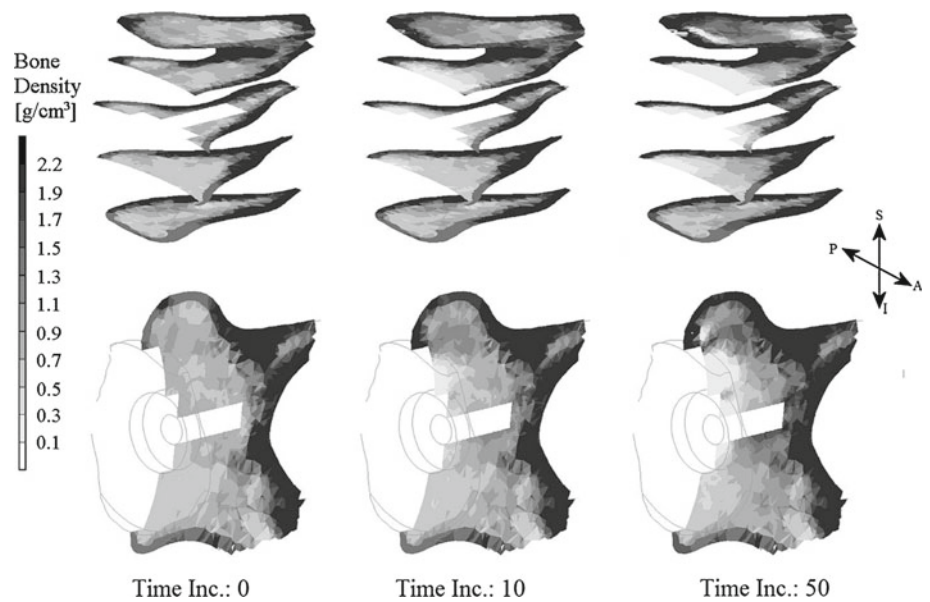 Bone
Density
[g/cm³]
2.2
1.9
1.7
1.5
1.3
1.1
0.9
0.7
0.5
0.3
0.1
S
P
A
I
Time Inc.: 0
Time Inc.: 10
Time Inc.: 50